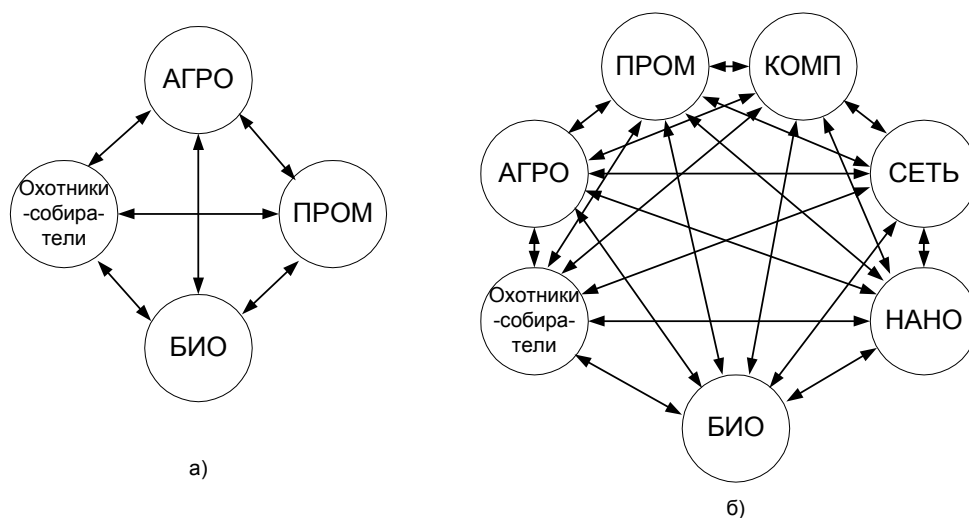 АГРО
Охотники
-собира-
тели
ПРОМ
БИО
а)
ПРОМ
КОМП
АГРО
СЕТЬ
Охотники
-собира-
тели
НАНО
БИО
б)